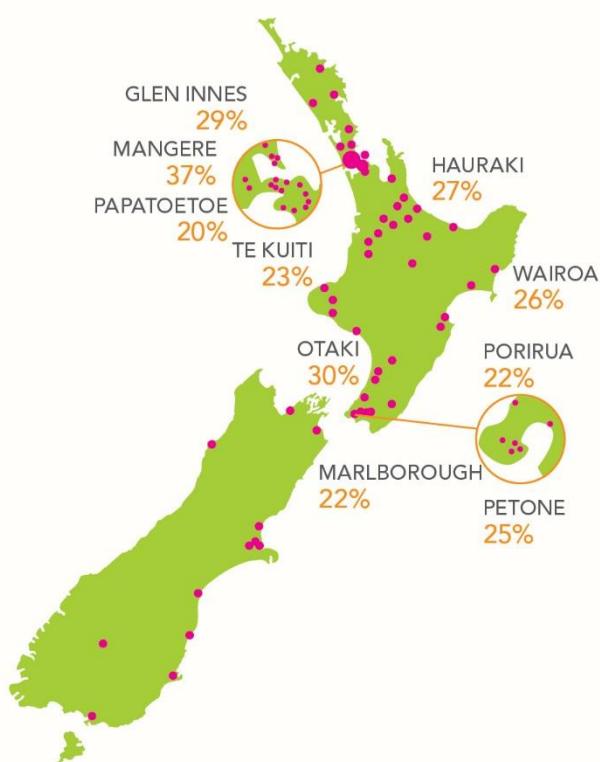 GLEN INNES
29%
MANGERE
37%
PAPATOETOE
20%
TE KUITI
23%
HAURAKI
27%
WAIROA
26%
OTAKI
30%
PORIRUA
22%
MARLBOROUGH
22%
PETONE
25%